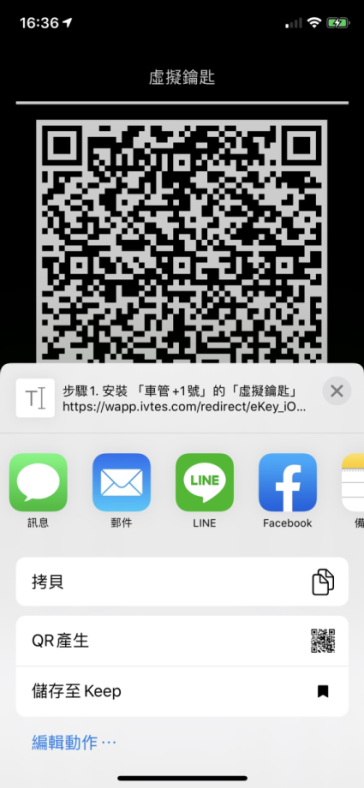 16:36
虛擬鑰匙
步驟1. 安裝 「車管+1號」的「虛擬鑰匙」
https://wapp.ivtes.com/redirect/eKey_iO...
訊息
郵件
LINE
LINE
Facebook
備
拷貝
QR產生
儲存至 Keep
編輯動作⋯